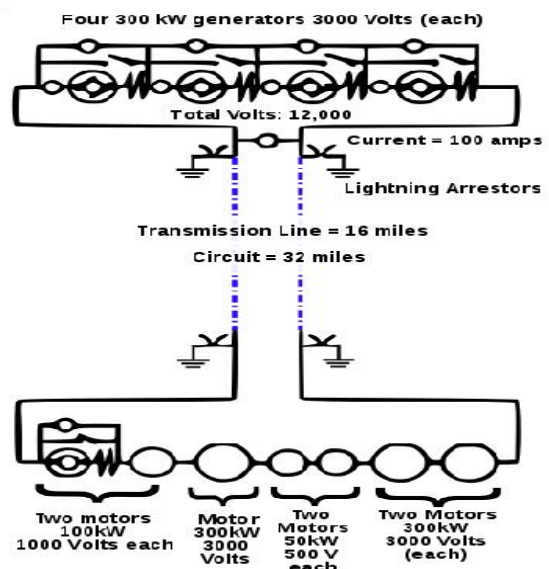 Four 300 kW generators 3000 Volts (each)
Total Volts: 12,000
Current = 100 amps
Lightning Arrestors
Transmission Line = 16 miles
Circuit = 32 miles
Two motors
100kW
1000 Volts each
Motor
300kW
3000
Volts
Two
Motors
50kW
500 V
each
Two Motors
300kW
3000 Volts
(each)